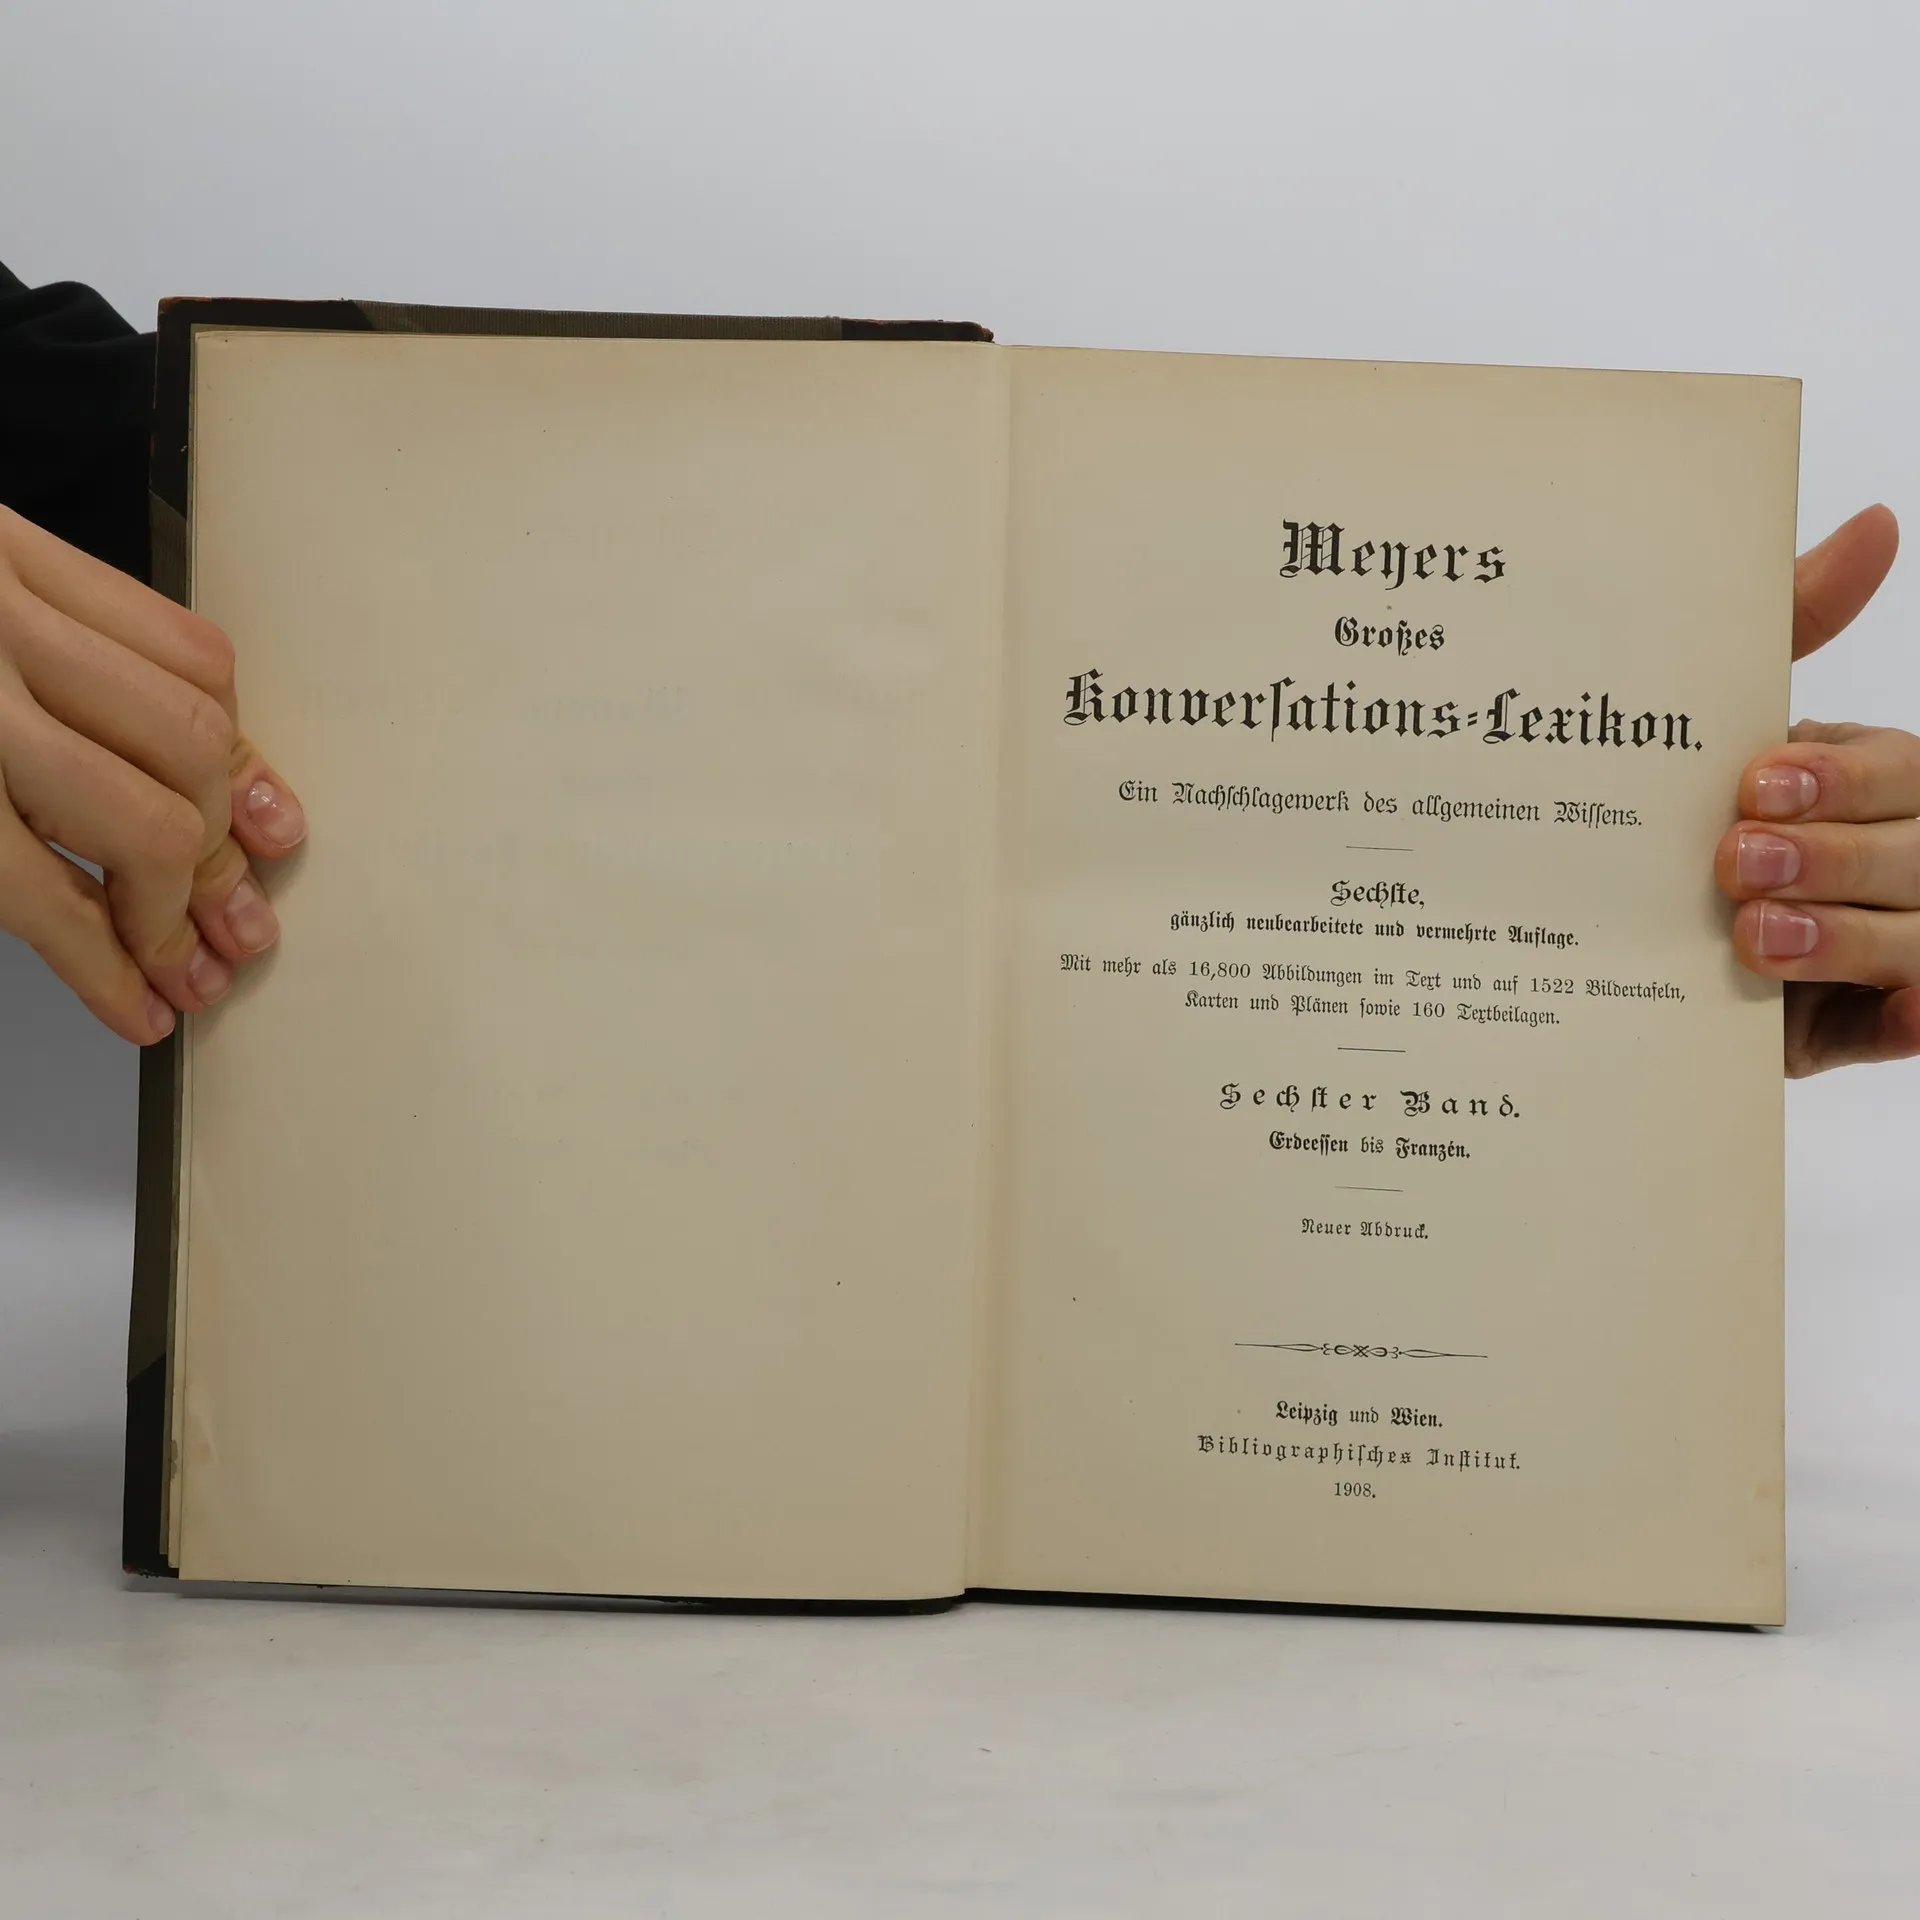 Meyers
Großes
Konverſations=Lexikon.
Ein Nachſchlagewerk des allgemeinen Wiſſens.
Sechſte,
gänzlich neubearbeitete und vermehrte Auflage.
Mit mehr als 16,800 Abbildungen im Text und auf 1522 Bildertafeln,
Karten und Plänen ſowie 160 Textbeilagen.
Sechſter Band.
Erdeeſſen bis Franzén.
Neuer Abdruck.
Leipzig und Wien.
Bibliographiſches Inſtitut.
1908.